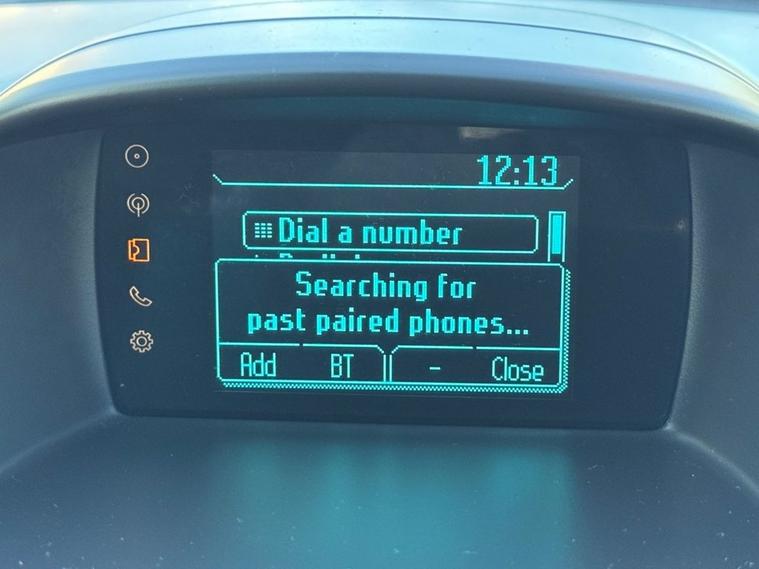 12:13
Dial a number
Searching for
past paired phones...
Add BT - Close